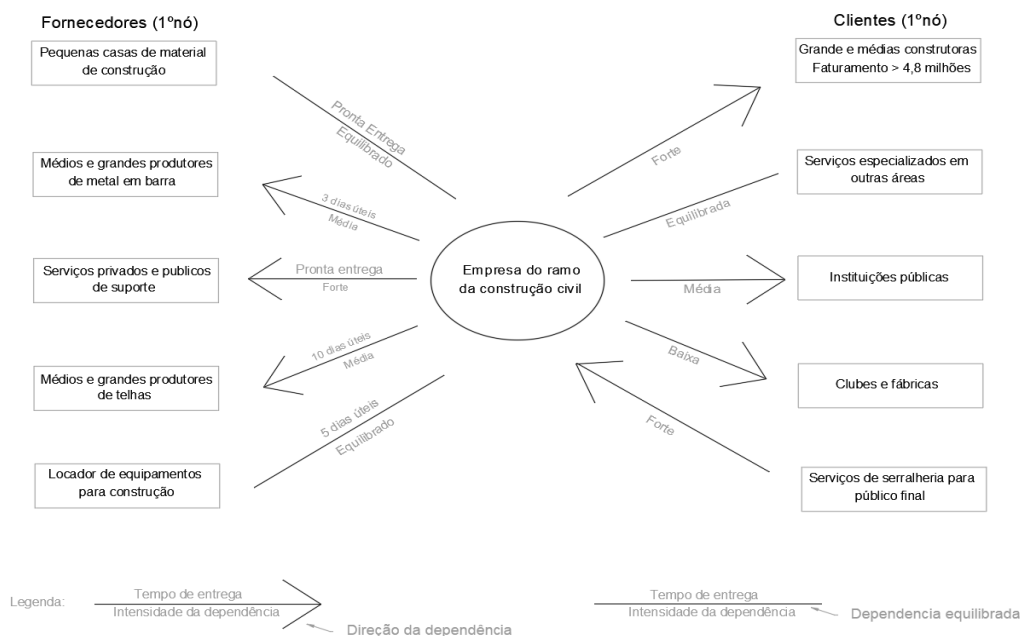 Fornecedores (1ºnó)
Pequenas casas de material
de construção
Médios e grandes produtores
de metal em barra
Serviços privados e publicos
de suporte
Médios e grandes produtores
de telhas
Locador de equipamentos
para construção
Pronta Entrega
Equilibrado
3 dias úteis
Média
Pronta entrega
Forte
10 dias úteis
Média
5 dias úteis
Equilibrado
Empresa do ramo
da construção civil
Forte
Equilibrada
Média
Baixa
Forte
Clientes (1ºnó)
Grande e médias construtoras
Faturamento > 4,8 milhões
Serviços especializados em
outras áreas
Instituições públicas
Clubes e fábricas
Serviços de serralheria para
público final
Legenda:
Tempo de entrega
Intensidade da dependência
Direção da dependência
Tempo de entrega
Intensidade da dependência
Dependencia equilibrada